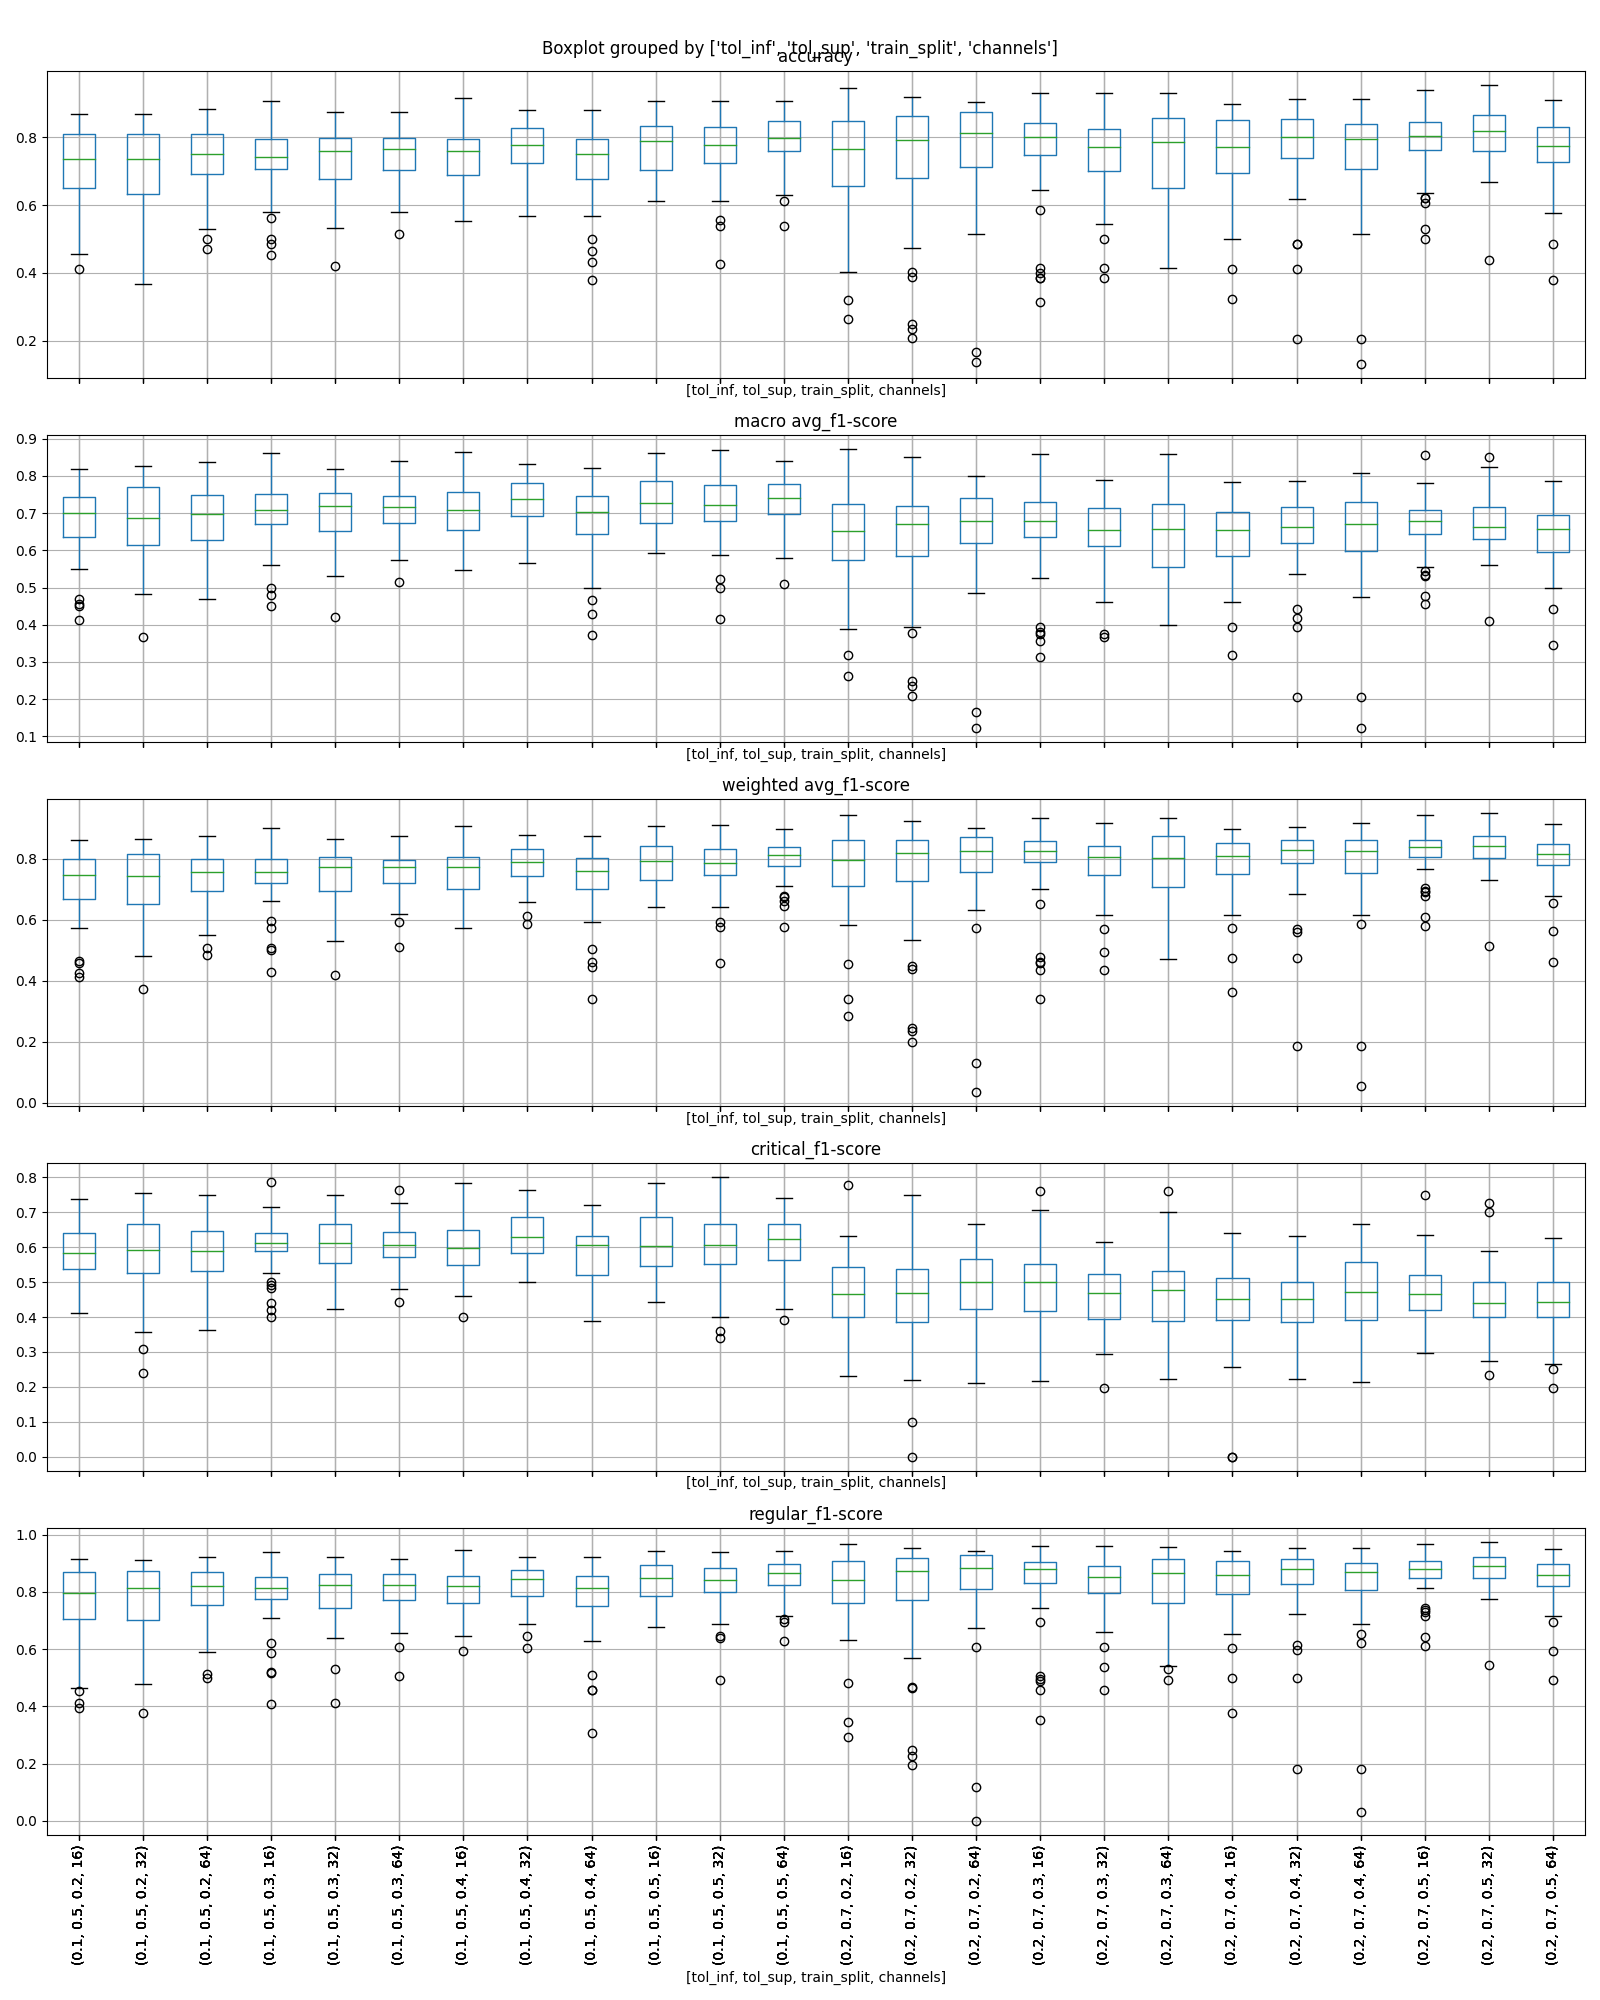 Boxplot grouped by ['tol_inf', 'tol_sup', 'train_split', 'channels']
accuracy
0.8
0.6
0.4
0.2
[tol_inf, tol_sup, train_split, channels]
macro avg_f1-score
0.9
0.8
0.7
0.6
0.5
0.4
0.3
0.2
0.1
[tol_inf, tol_sup, train_split, channels]
weighted avg_f1-score
0.8
0.6
0.4
0.2
0.0
[tol_inf, tol_sup, train_split, channels]
critical_f1-score
0.8
0.7
0.6
0.5
0.4
0.3
0.2
0.1
0.0
[tol_inf, tol_sup, train_split, channels]
regular_f1-score
1.0
0.8
0.6
0.4
0.2
0.0
(0.1, 0.5, 0.2, 16)
(0.1, 0.5, 0.2, 32)
(0.1, 0.5, 0.2, 64)
(0.1, 0.5, 0.3, 16)
(0.1, 0.5, 0.3, 32)
(0.1, 0.5, 0.3, 64)
(0.1, 0.5, 0.4, 16)
(0.1, 0.5, 0.4, 32)
(0.1, 0.5, 0.4, 64)
(0.1, 0.5, 0.5, 16)
(0.1, 0.5, 0.5, 32)
(0.1, 0.5, 0.5, 64)
(0.2, 0.7, 0.2, 16)
(0.2, 0.7, 0.2, 32)
(0.2, 0.7, 0.2, 64)
(0.2, 0.7, 0.3, 16)
(0.2, 0.7, 0.3, 32)
(0.2, 0.7, 0.3, 64)
(0.2, 0.7, 0.4, 16)
(0.2, 0.7, 0.4, 32)
(0.2, 0.7, 0.4, 64)
(0.2, 0.7, 0.5, 16)
(0.2, 0.7, 0.5, 32)
(0.2, 0.7, 0.5, 64)
[tol_inf, tol_sup, train_split, channels]